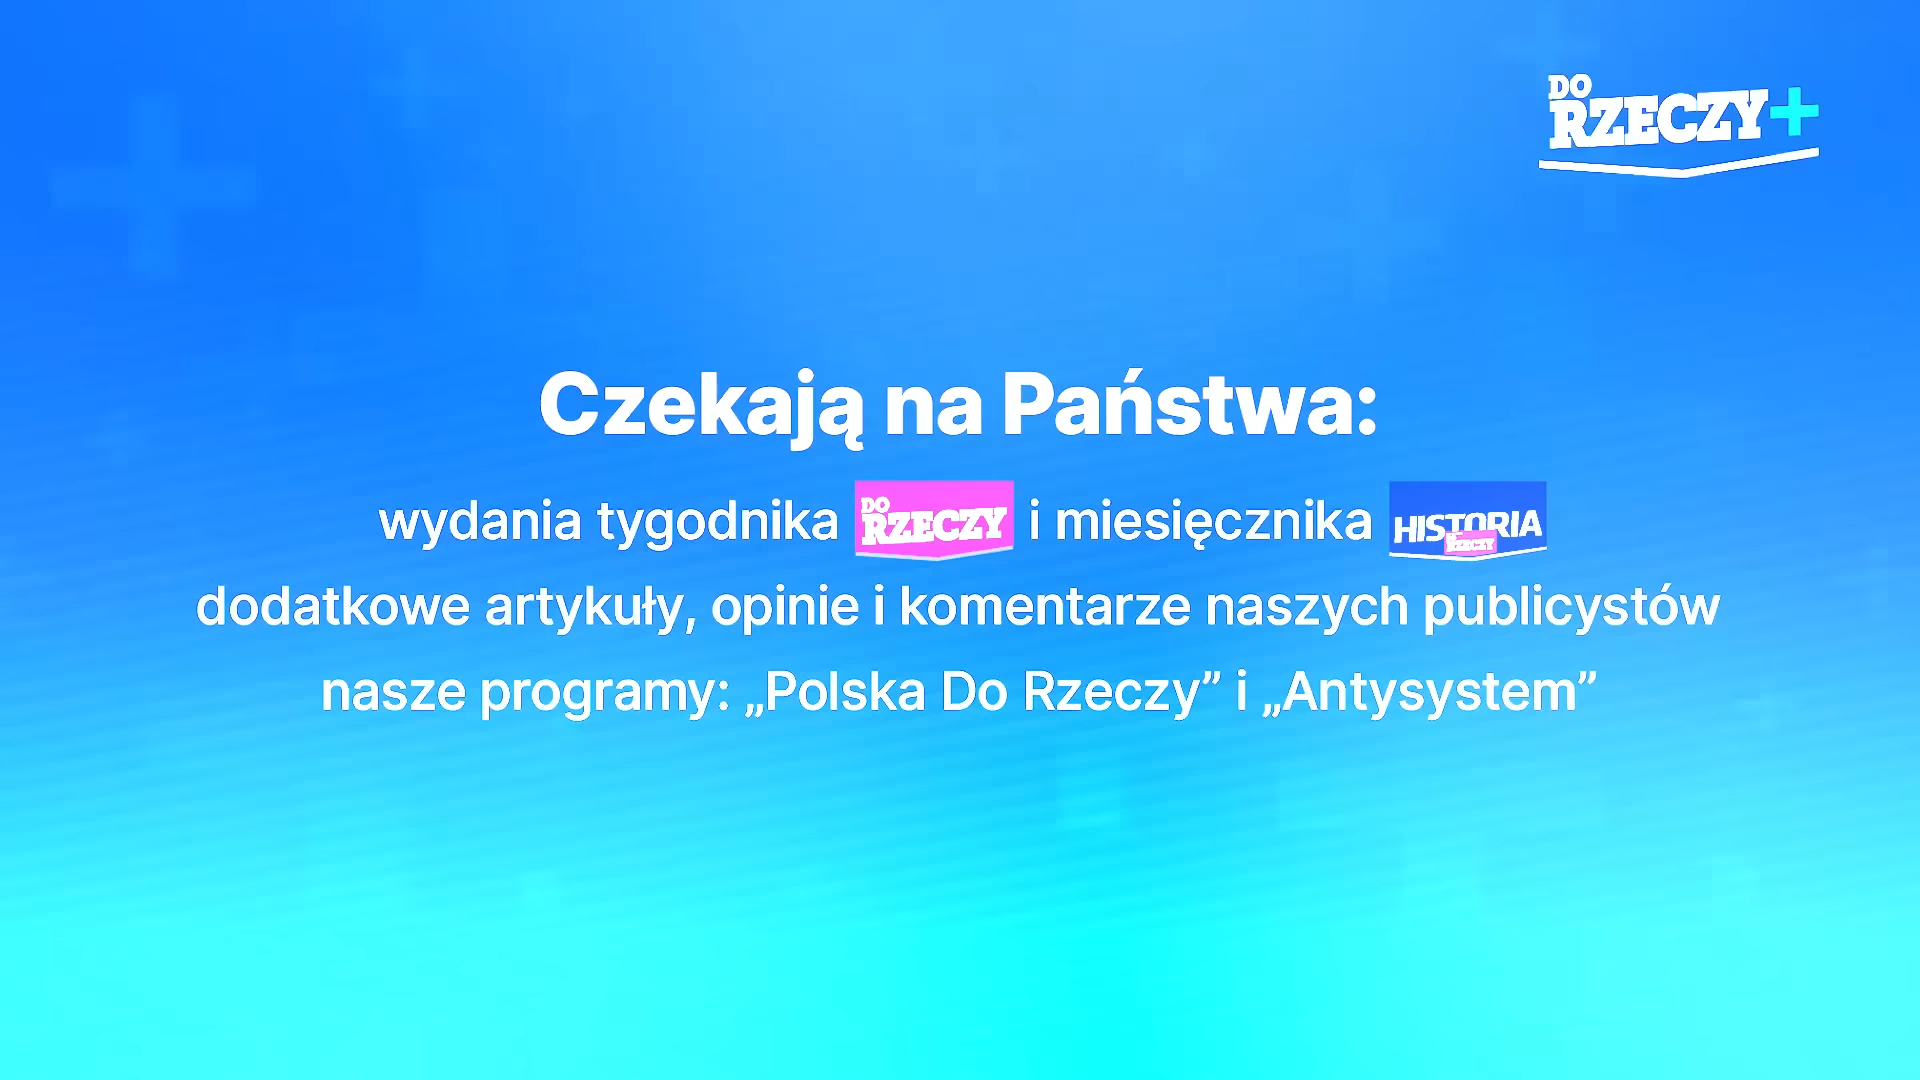 DO
RZECZY+
Czekają na Państwa:
wydania tygodnika DO RZECZY i miesięcznika HISTORIA DO RZECZY
dodatkowe artykuły, opinie i komentarze naszych publicystów
nasze programy: „Polska Do Rzeczy” i „Antysystem”